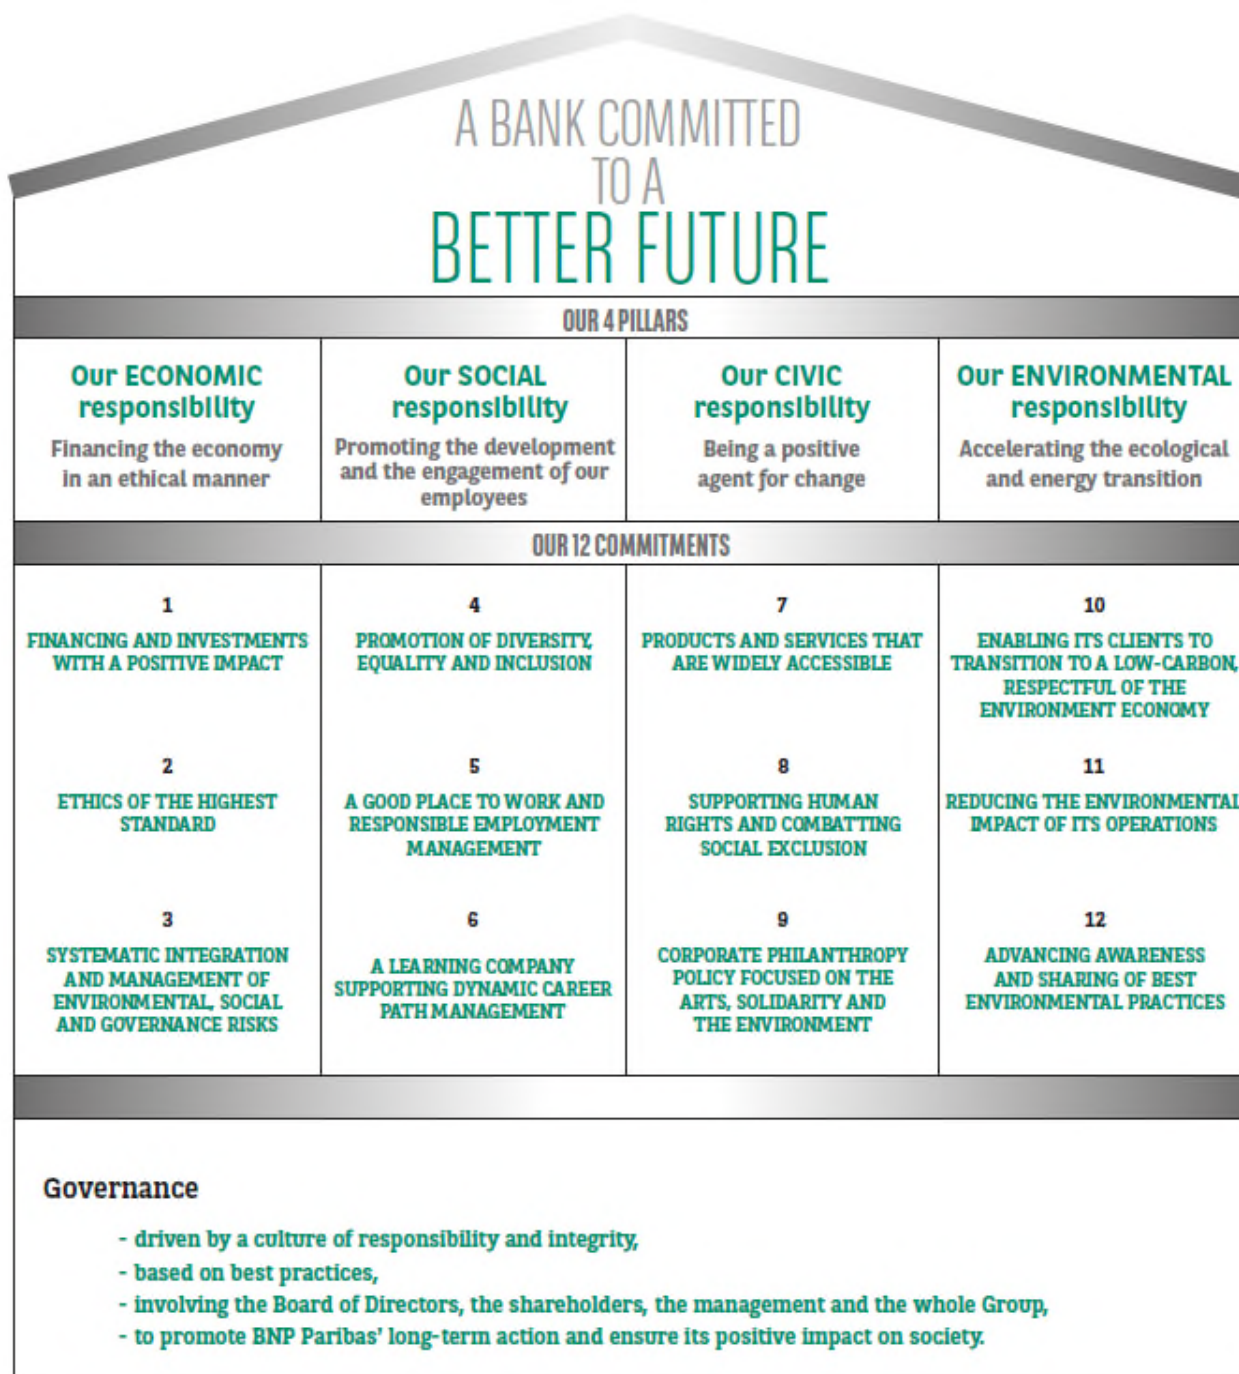 A BANK COMMITTED
TO A
BETTER FUTURE
OUR 4 PILLARS
Our ECONOMIC
responsibility
Financing the economy
in an ethical manner
Our SOCIAL
responsibility
Promoting the development
and the engagement of our
employees
Our CIVIC
responsibility
Being a positive
agent for change
Our ENVIRONMENTAL
responsibility
Accelerating the ecological
and energy transition
OUR 12 COMMITMENTS
1
FINANCING AND INVESTMENTS
WITH A POSITIVE IMPACT
2
ETHICS OF THE HIGHEST
STANDARD
3
SYSTEMATIC INTEGRATION
AND MANAGEMENT OF
ENVIRONMENTAL, SOCIAL
AND GOVERNANCE RISKS
4
PROMOTION OF DIVERSITY,
EQUALITY AND INCLUSION
5
A GOOD PLACE TO WORK AND
RESPONSIBLE EMPLOYMENT
MANAGEMENT
6
A LEARNING COMPANY
SUPPORTING DYNAMIC CAREER
PATH MANAGEMENT
7
PRODUCTS AND SERVICES THAT
ARE WIDELY ACCESSIBLE
8
SUPPORTING HUMAN
RIGHTS AND COMBATTING
SOCIAL EXCLUSION
9
CORPORATE PHILANTHROPY
POLICY FOCUSED ON THE
ARTS, SOLIDARITY AND
THE ENVIRONMENT
10
ENABLING ITS CLIENTS TO
TRANSITION TO A LOW-CARBON,
RESPECTFUL OF THE
ENVIRONMENT ECONOMY
11
REDUCING THE ENVIRONMENTAL
IMPACT OF ITS OPERATIONS
12
ADVANCING AWARENESS
AND SHARING OF BEST
ENVIRONMENTAL PRACTICES
Governance
- driven by a culture of responsibility and integrity,
- based on best practices,
- involving the Board of Directors, the shareholders, the management and the whole Group,
- to promote BNP Paribas’ long-term action and ensure its positive impact on society.